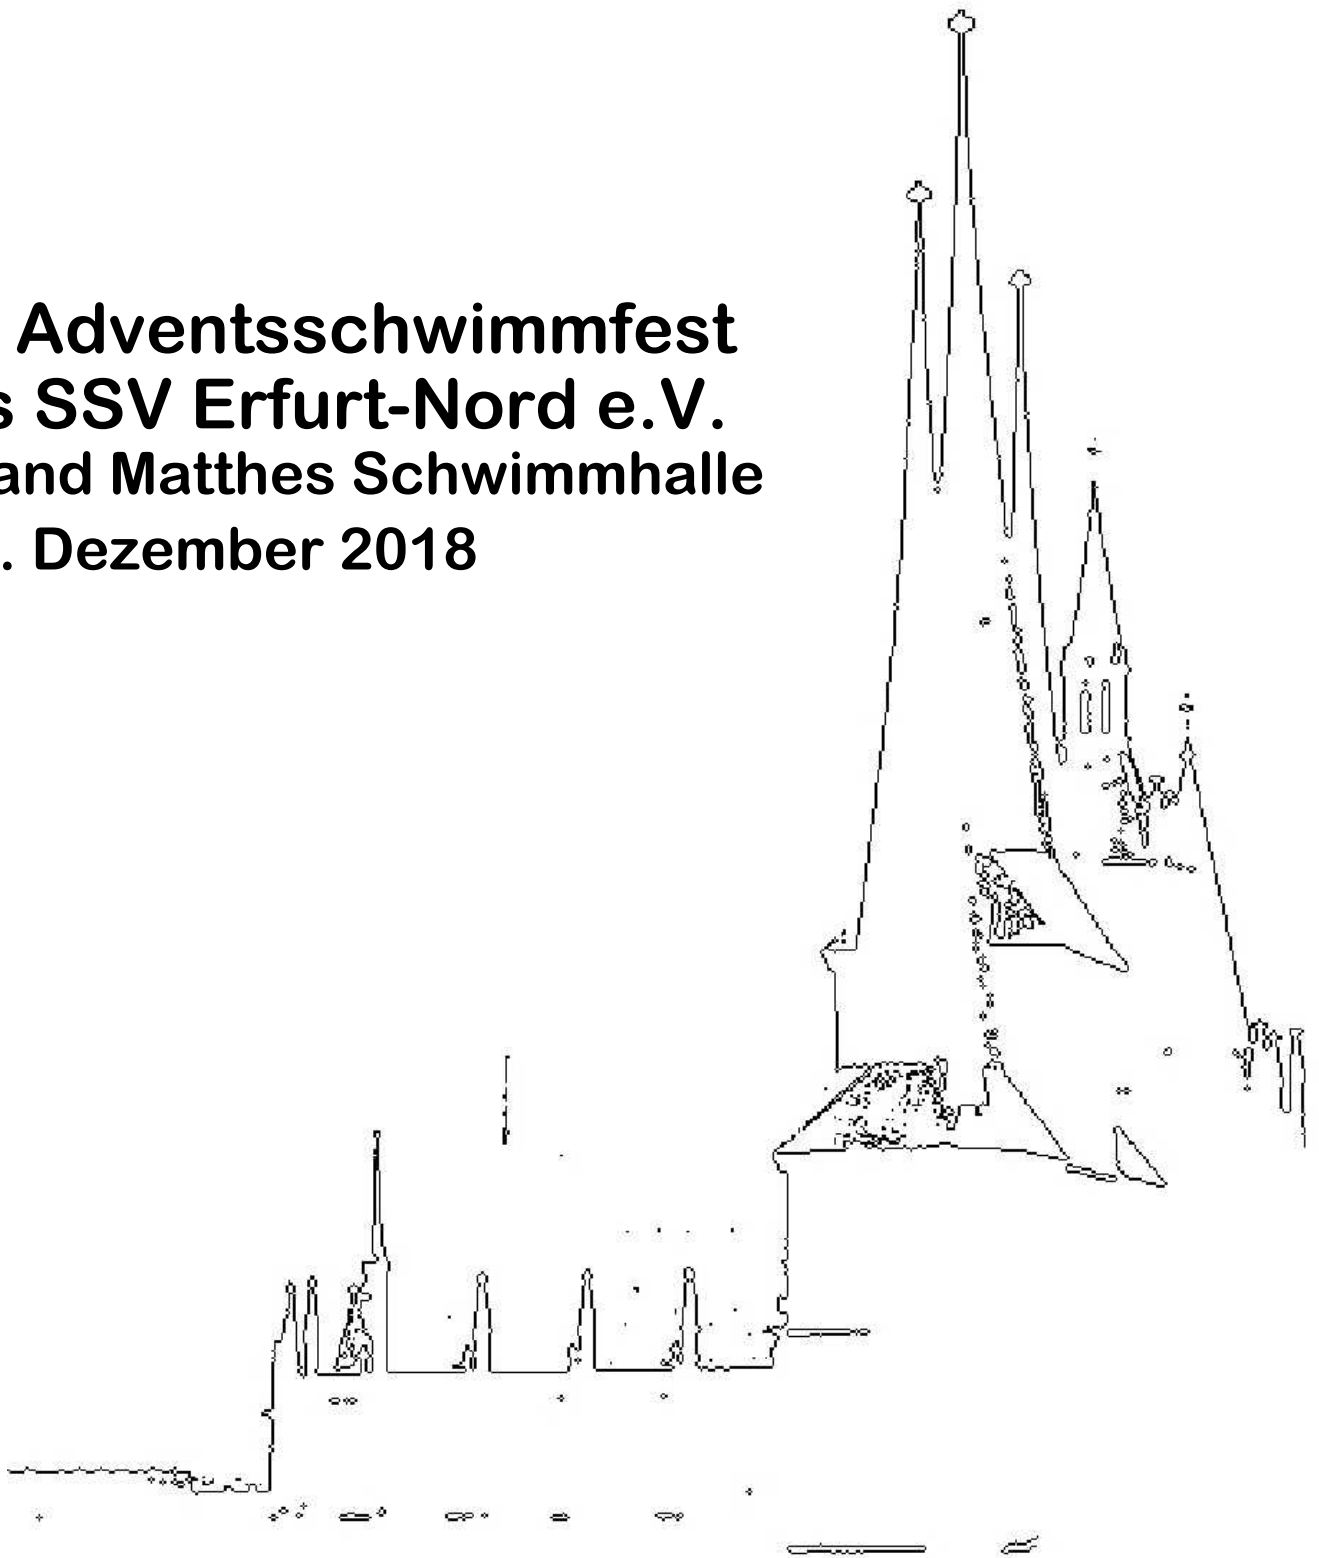 Adventsschwimmfest
s SSV Erfurt-Nord e.V.
and Matthes Schwimmhalle
. Dezember 2018